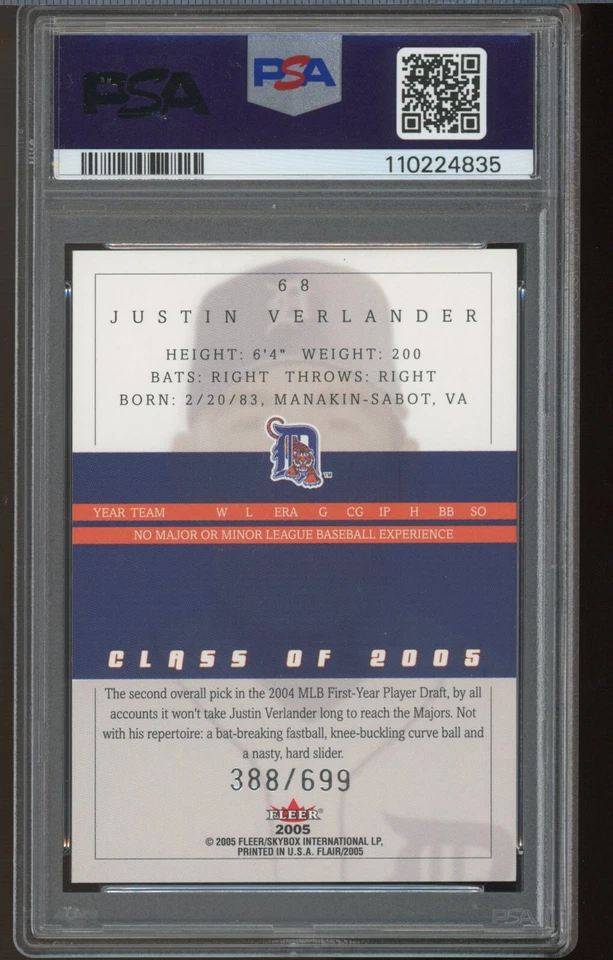 PSA
PSA
110224835
68
JUSTIN VERLANDER
HEIGHT: 6'4" WEIGHT: 200
BATS: RIGHT THROWS: RIGHT
BORN: 2/20/83, MANAKIN-SABOT, VA
D
TM
YEAR TEAM W L ERA G CG IP H BB SO
NO MAJOR OR MINOR LEAGUE BASEBALL EXPERIENCE
CLASS OF 2005
The second overall pick in the 2004 MLB First-Year Player Draft, by all
accounts it won't take Justin Verlander long to reach the Majors. Not
with his repertoire: a bat-breaking fastball, knee-buckling curve ball and
a nasty, hard slider.
388/699
FLEER
2005
© 2005 FLEER/SKYBOX INTERNATIONAL LP,
PRINTED IN U.S.A. FLAIR/2005
PSA